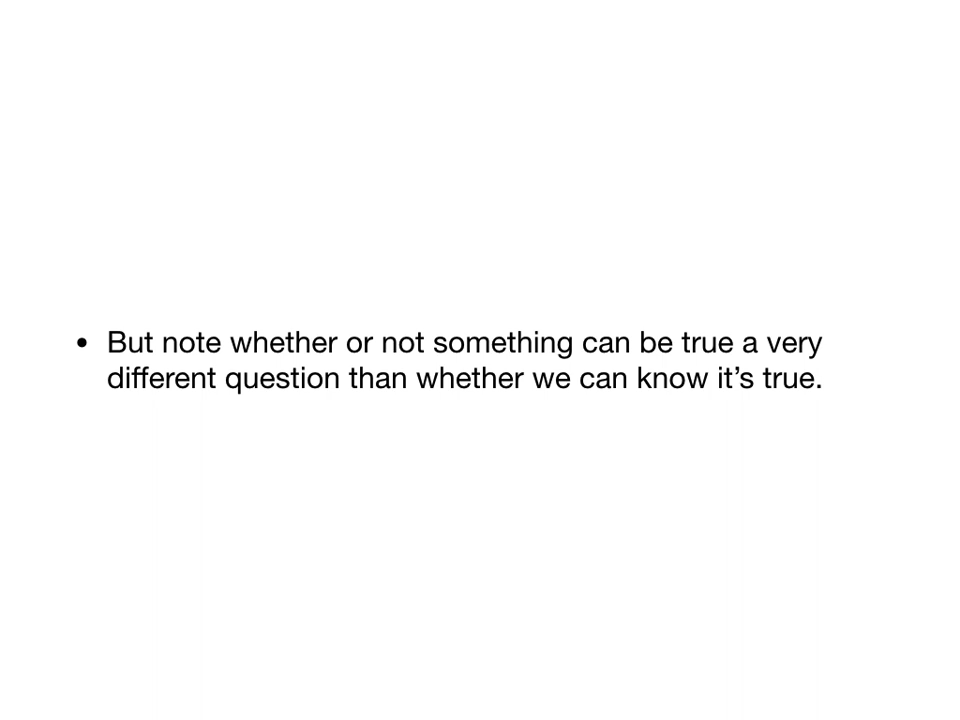 • But note whether or not something can be true a very
different question than whether we can know it’s true.